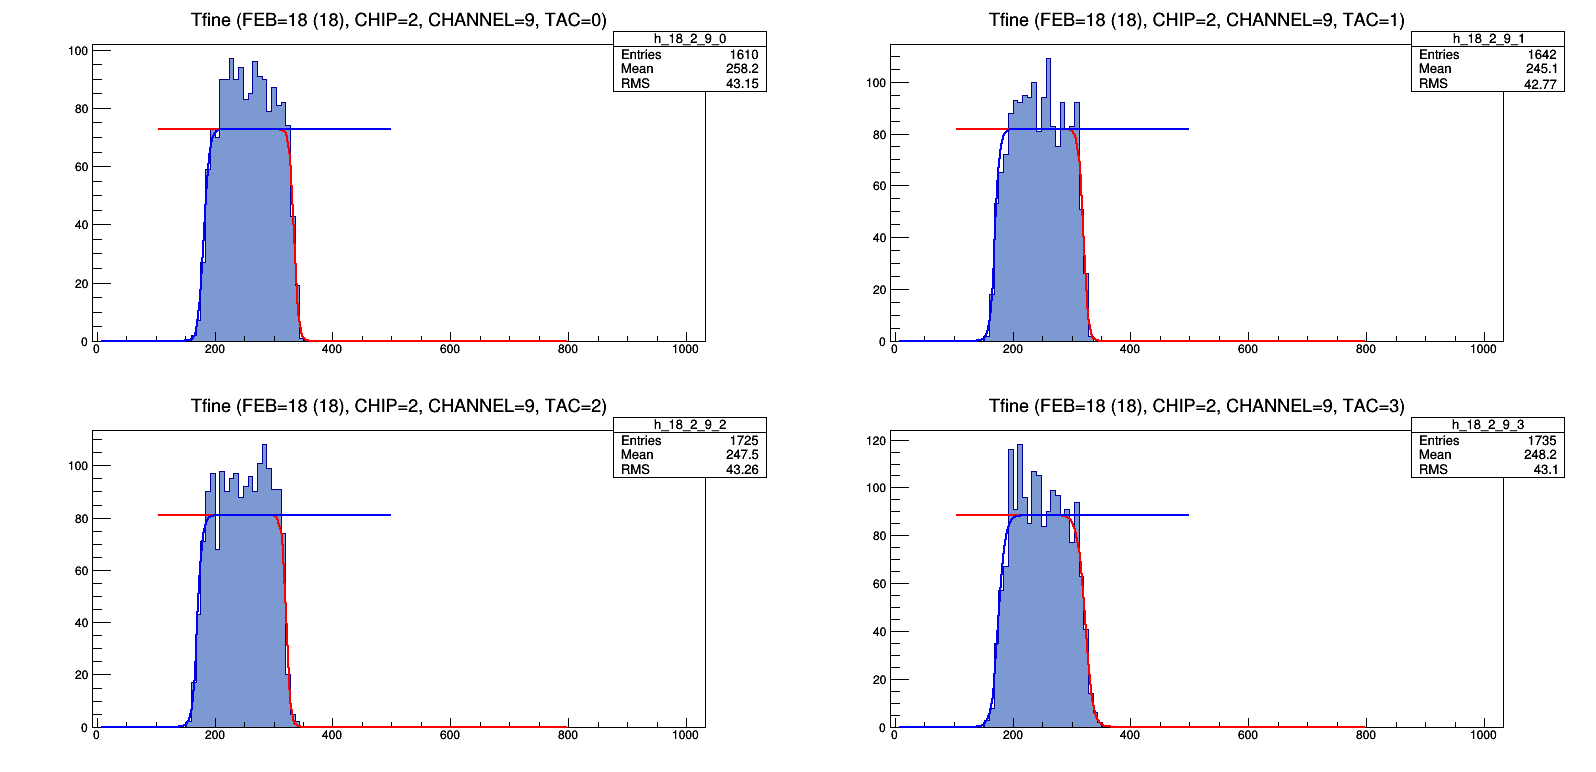 Tfine (FEB=18 (18), CHIP=2, CHANNEL=9, TAC=0)
h_18_2_9_0
Entries 1610
Mean 258.2
RMS 43.15
100
80
60
40
20
0
0 200 400 600 800 1000
Tfine (FEB=18 (18), CHIP=2, CHANNEL=9, TAC=1)
h_18_2_9_1
Entries 1642
Mean 245.1
RMS 42.77
100
80
60
40
20
0
0 200 400 600 800 1000
Tfine (FEB=18 (18), CHIP=2, CHANNEL=9, TAC=2)
h_18_2_9_2
Entries 1725
Mean 247.5
RMS 43.26
100
80
60
40
20
0
0 200 400 600 800 1000
Tfine (FEB=18 (18), CHIP=2, CHANNEL=9, TAC=3)
h_18_2_9_3
Entries 1735
Mean 248.2
RMS 43.1
120
100
80
60
40
20
0
0 200 400 600 800 1000